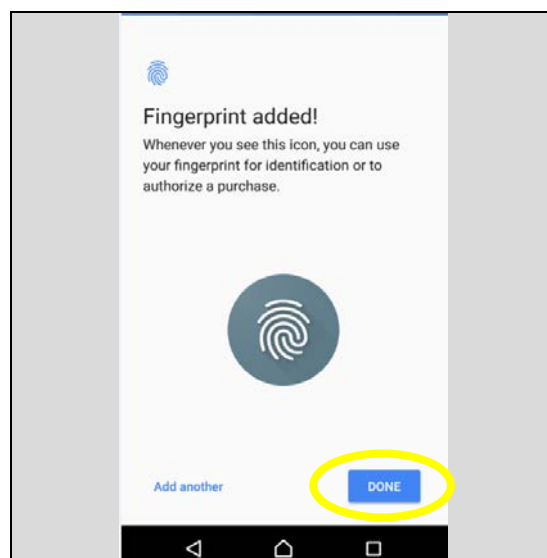 Fingerprint added!
Whenever you see this icon, you can use
your fingerprint for identification or to
authorize a purchase.
Add another
DONE